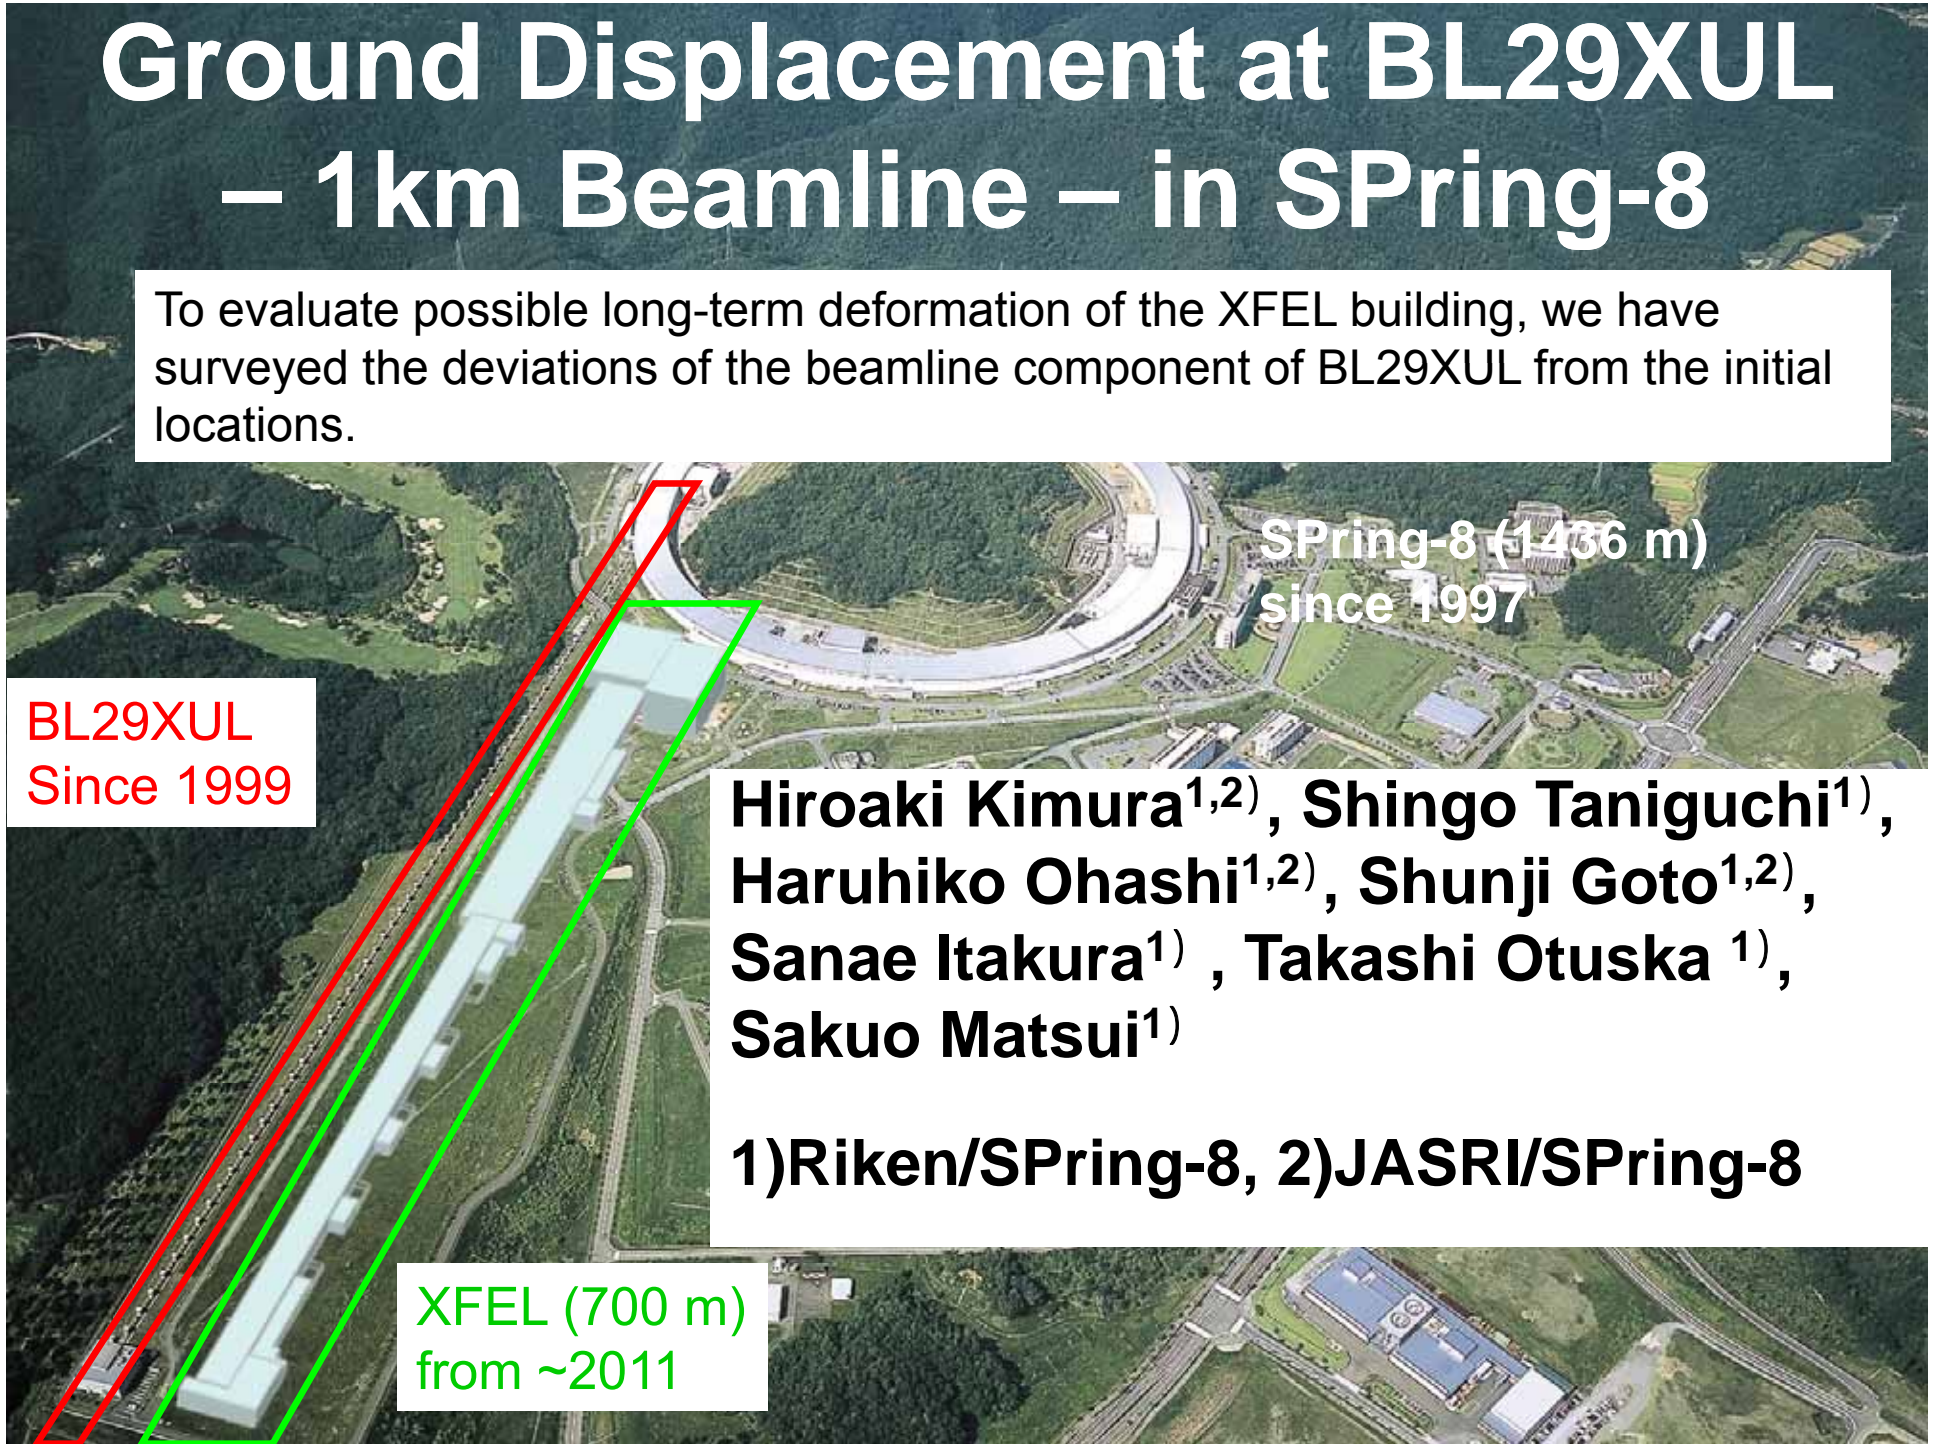 Ground Displacement at BL29XUL
– 1km Beamline – in SPring-8
To evaluate possible long-term deformation of the XFEL building, we have
surveyed the deviations of the beamline component of BL29XUL from the initial
locations.
SPring-8 (1436 m)
since 1997
BL29XUL
Since 1999
Hiroaki Kimura1,2), Shingo Taniguchi1),
Haruhiko Ohashi1,2), Shunji Goto1,2),
Sanae Itakura1) , Takashi Otuska 1),
Sakuo Matsui1)
1)Riken/SPring-8, 2)JASRI/SPring-8
XFEL (700 m)
from ~2011